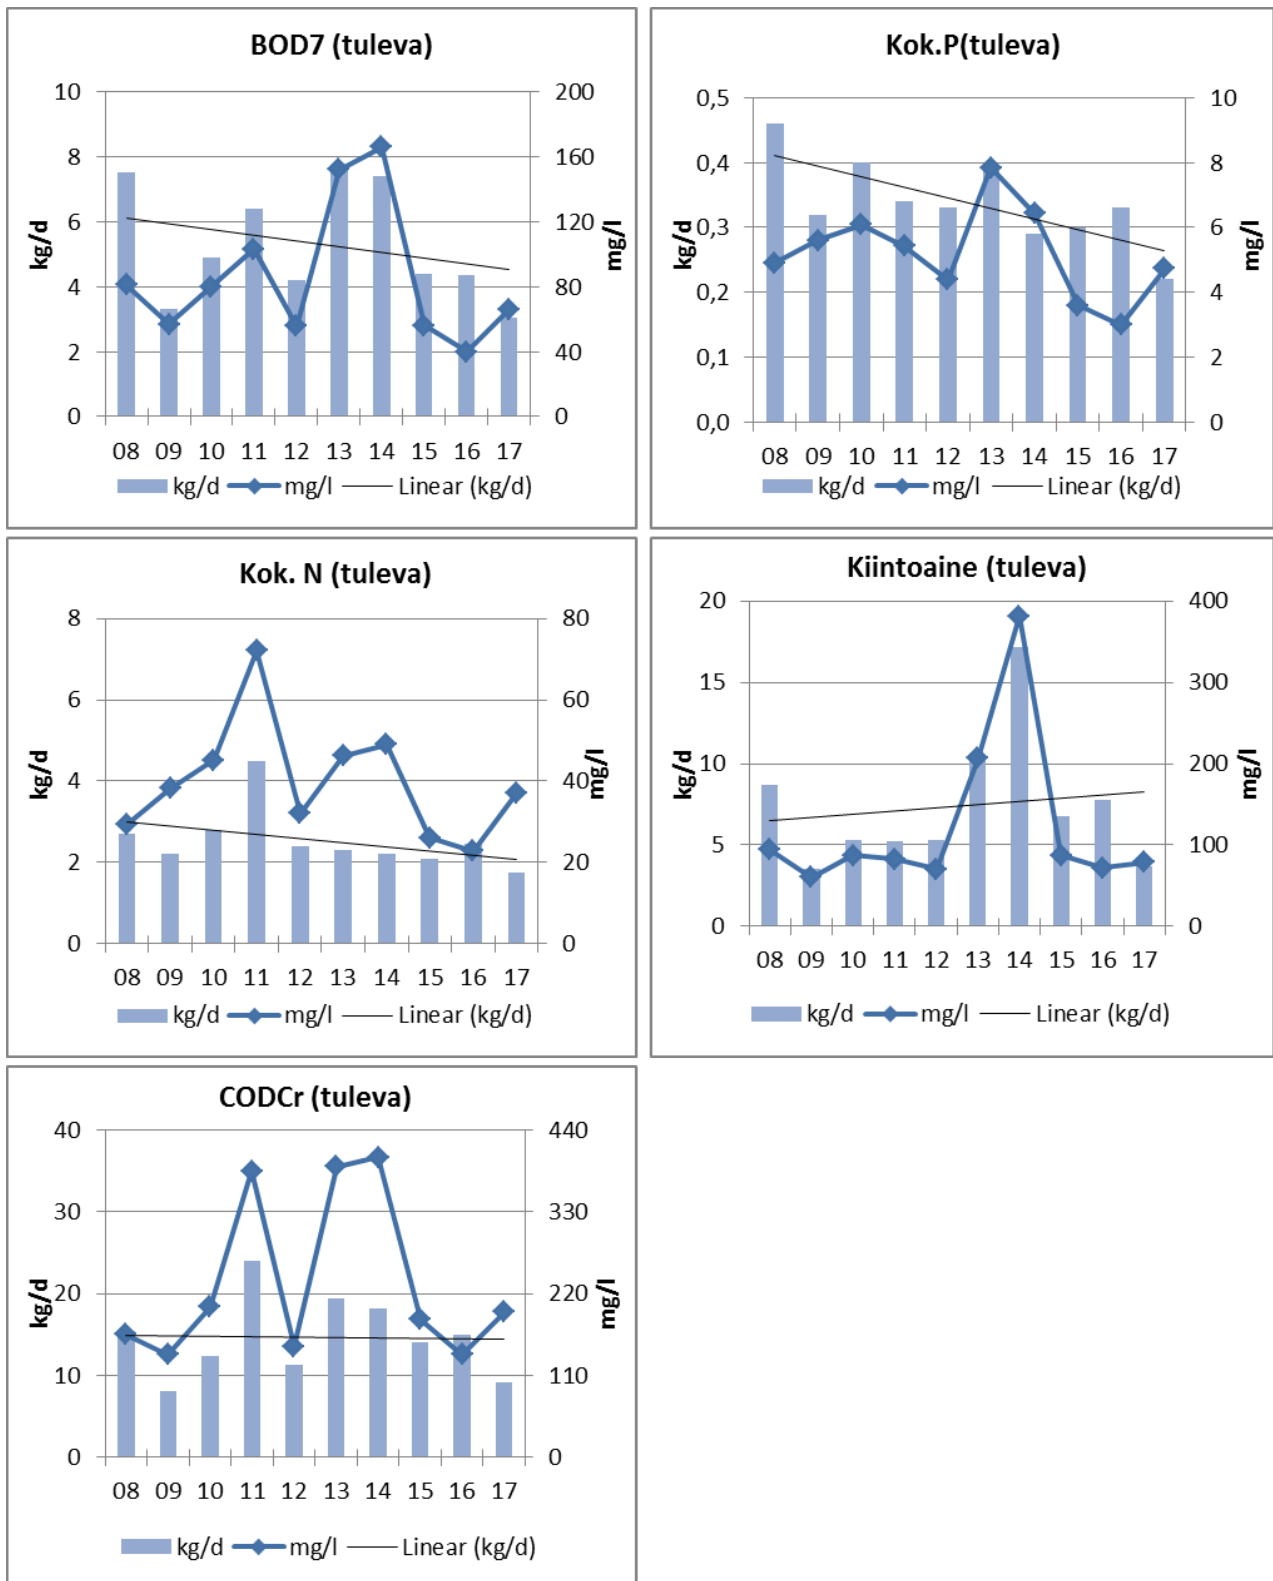 BOD7 (tuleva)
10 200
8 160
6 120
4 80
2 40
0 0
kg/d
mg/l
08 09 10 11 12 13 14 15 16 17
kg/d mg/l Linear (kg/d)
Kok.P(tuleva)
0,5 10
0,4 8
0,3 6
0,2 4
0,1 2
0,0 0
kg/d
mg/l
08 09 10 11 12 13 14 15 16 17
kg/d mg/l Linear (kg/d)
Kok. N (tuleva)
8 80
6 60
4 40
2 20
0 0
kg/d
mg/l
08 09 10 11 12 13 14 15 16 17
kg/d mg/l Linear (kg/d)
Kiintoaine (tuleva)
20 400
15 300
10 200
5 100
0 0
kg/d
mg/l
08 09 10 11 12 13 14 15 16 17
kg/d mg/l Linear (kg/d)
CODCr (tuleva)
40 440
30 330
20 220
10 110
0 0
kg/d
mg/l
08 09 10 11 12 13 14 15 16 17
kg/d mg/l Linear (kg/d)